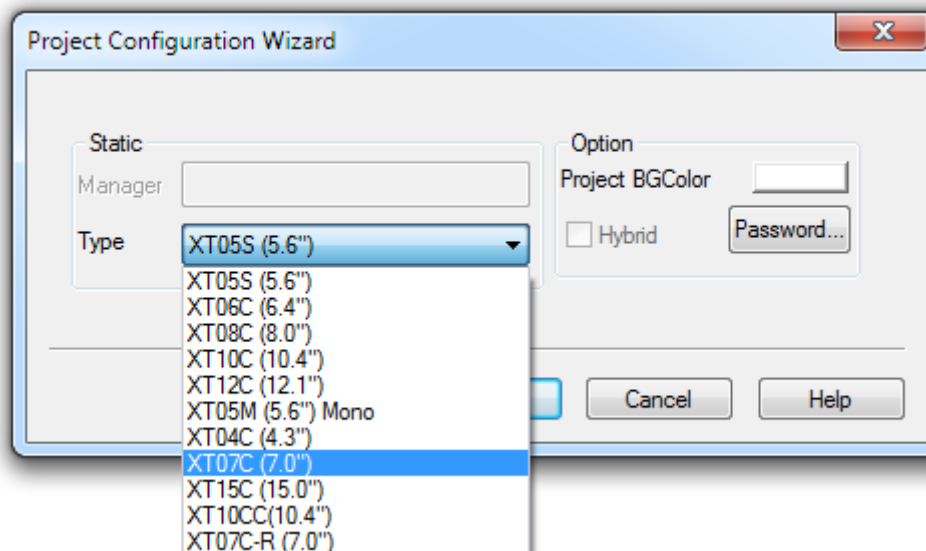 Project Configuration Wizard
Static
Manager
Type
XT05S (5.6")
Option
Project BGColor
Hybrid
Password...
XT05S (5.6")
XT06C (6.4")
XT08C (8.0")
XT10C (10.4")
XT12C (12.1")
XT05M (5.6") Mono
XT04C (4.3")
XT07C (7.0")
XT15C (15.0")
XT10CC(10.4")
XT07C-R (7.0")
Cancel
Help